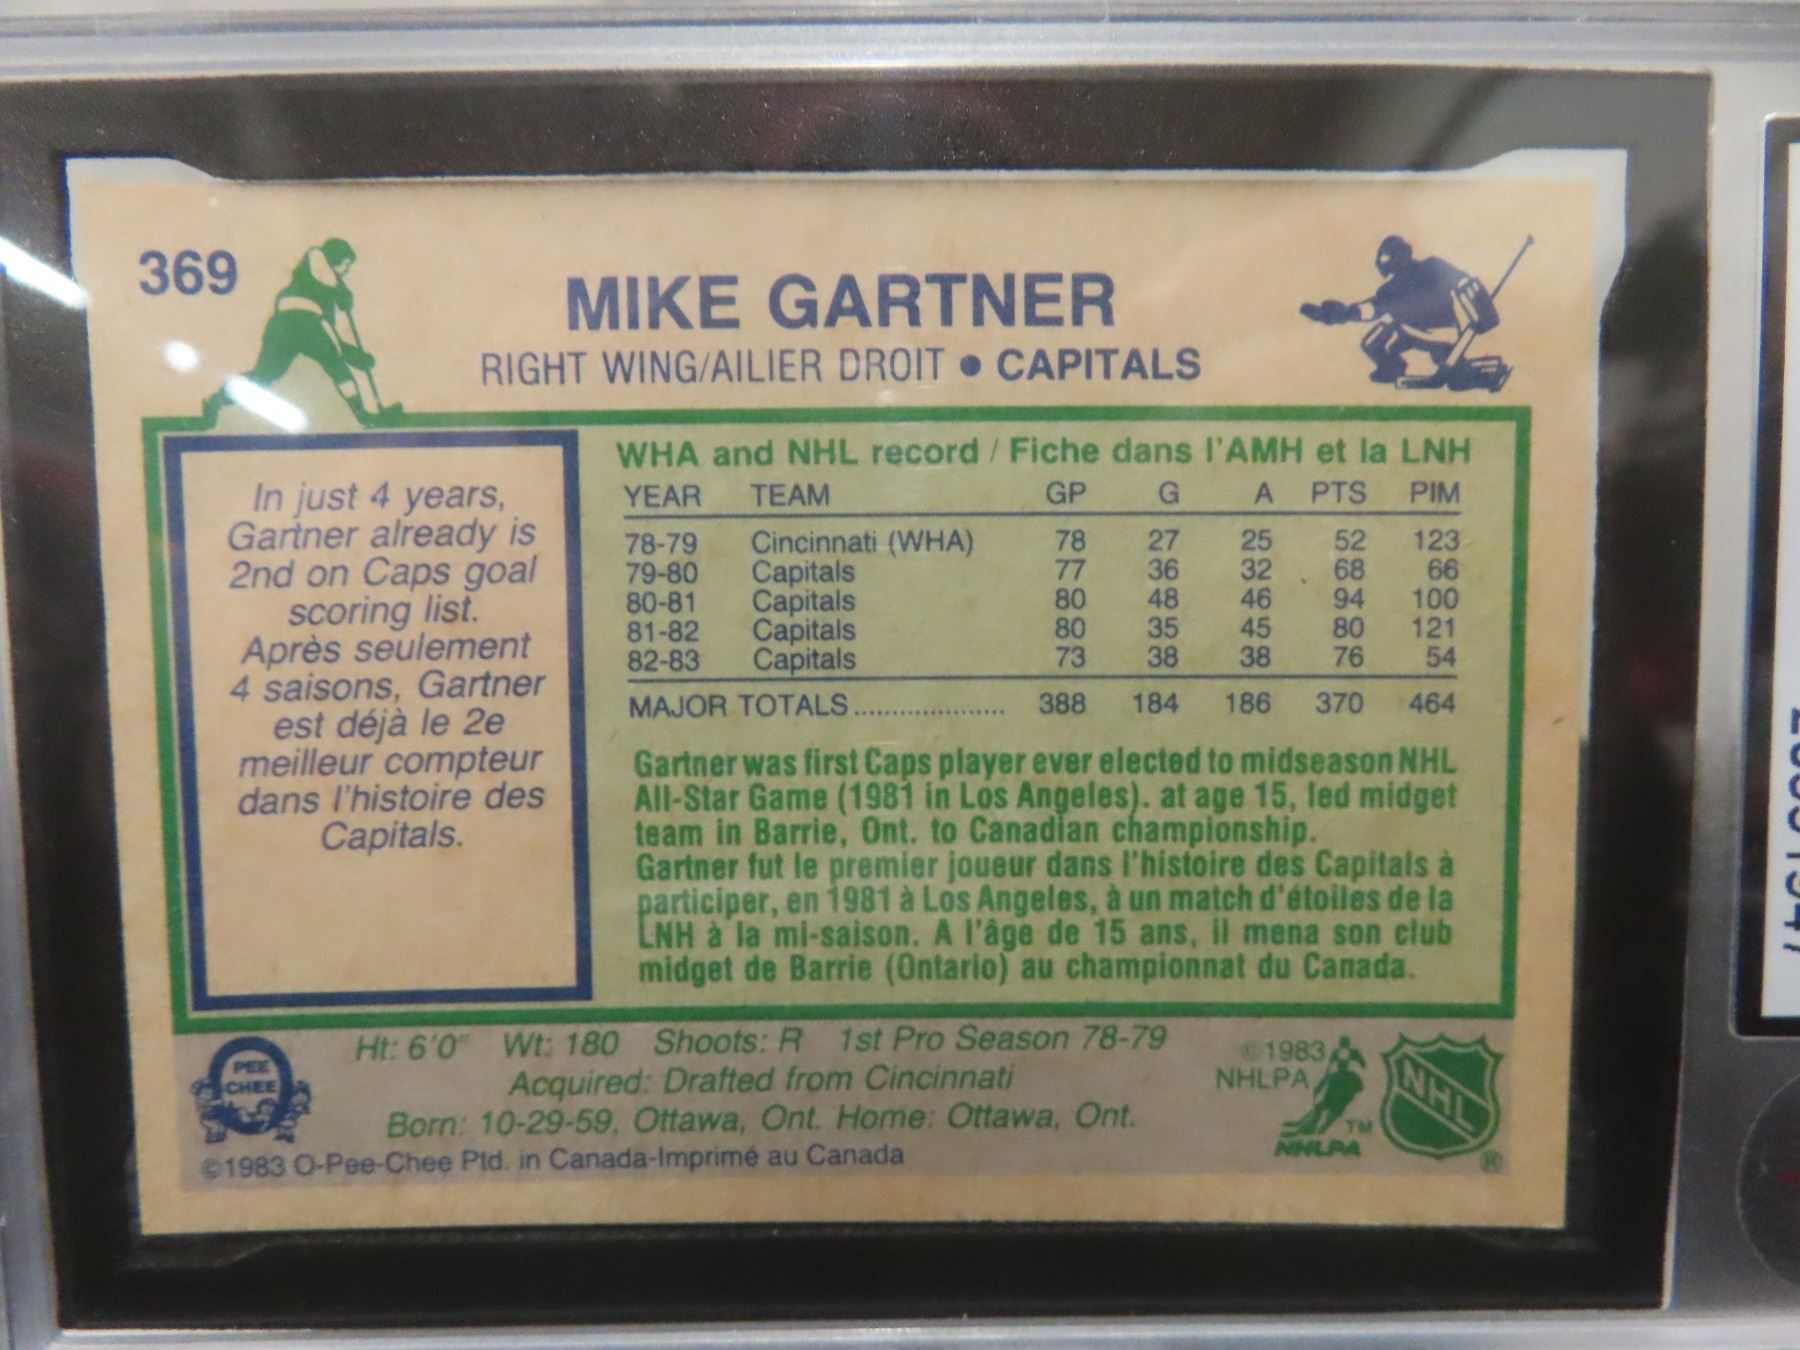 369
MIKE GARTNER
RIGHT WING/AILIER DROIT • CAPITALS
In just 4 years,
Gartner already is
2nd on Caps goal
scoring list.
Après seulement
4 saisons, Gartner
est déjà le 2e
meilleur compteur
dans l'histoire des
Capitals.
WHA and NHL record / Fiche dans l'AMH et la LNH
YEAR TEAM GP G A PTS PIM
78-79 Cincinnati (WHA) 78 27 25 52 123
79-80 Capitals 77 36 32 68 66
80-81 Capitals 80 48 46 94 100
81-82 Capitals 80 35 45 80 121
82-83 Capitals 73 38 38 76 54
MAJOR TOTALS.................... 388 184 186 370 464
Gartner was first Caps player ever elected to midseason NHL
All-Star Game (1981 in Los Angeles). at age 15, led midget
team in Barrie, Ont. to Canadian championship.
Gartner fut le premier joueur dans l'histoire des Capitals à
participer, en 1981 à Los Angeles, à un match d'étoiles de la
LNH à la mi-saison. A l'âge de 15 ans, il mena son club
midget de Barrie (Ontario) au championnat du Canada.
O PEE CHEE
Ht: 6'0" Wt: 180 Shoots: R 1st Pro Season 78-79
Acquired: Drafted from Cincinnati
Born: 10-29-59, Ottawa, Ont. Home: Ottawa, Ont.
©1983 O-Pee-Chee Ptd. in Canada-Imprimé au Canada
©1983
NHLPA
TM
NHLPA
NHL
®